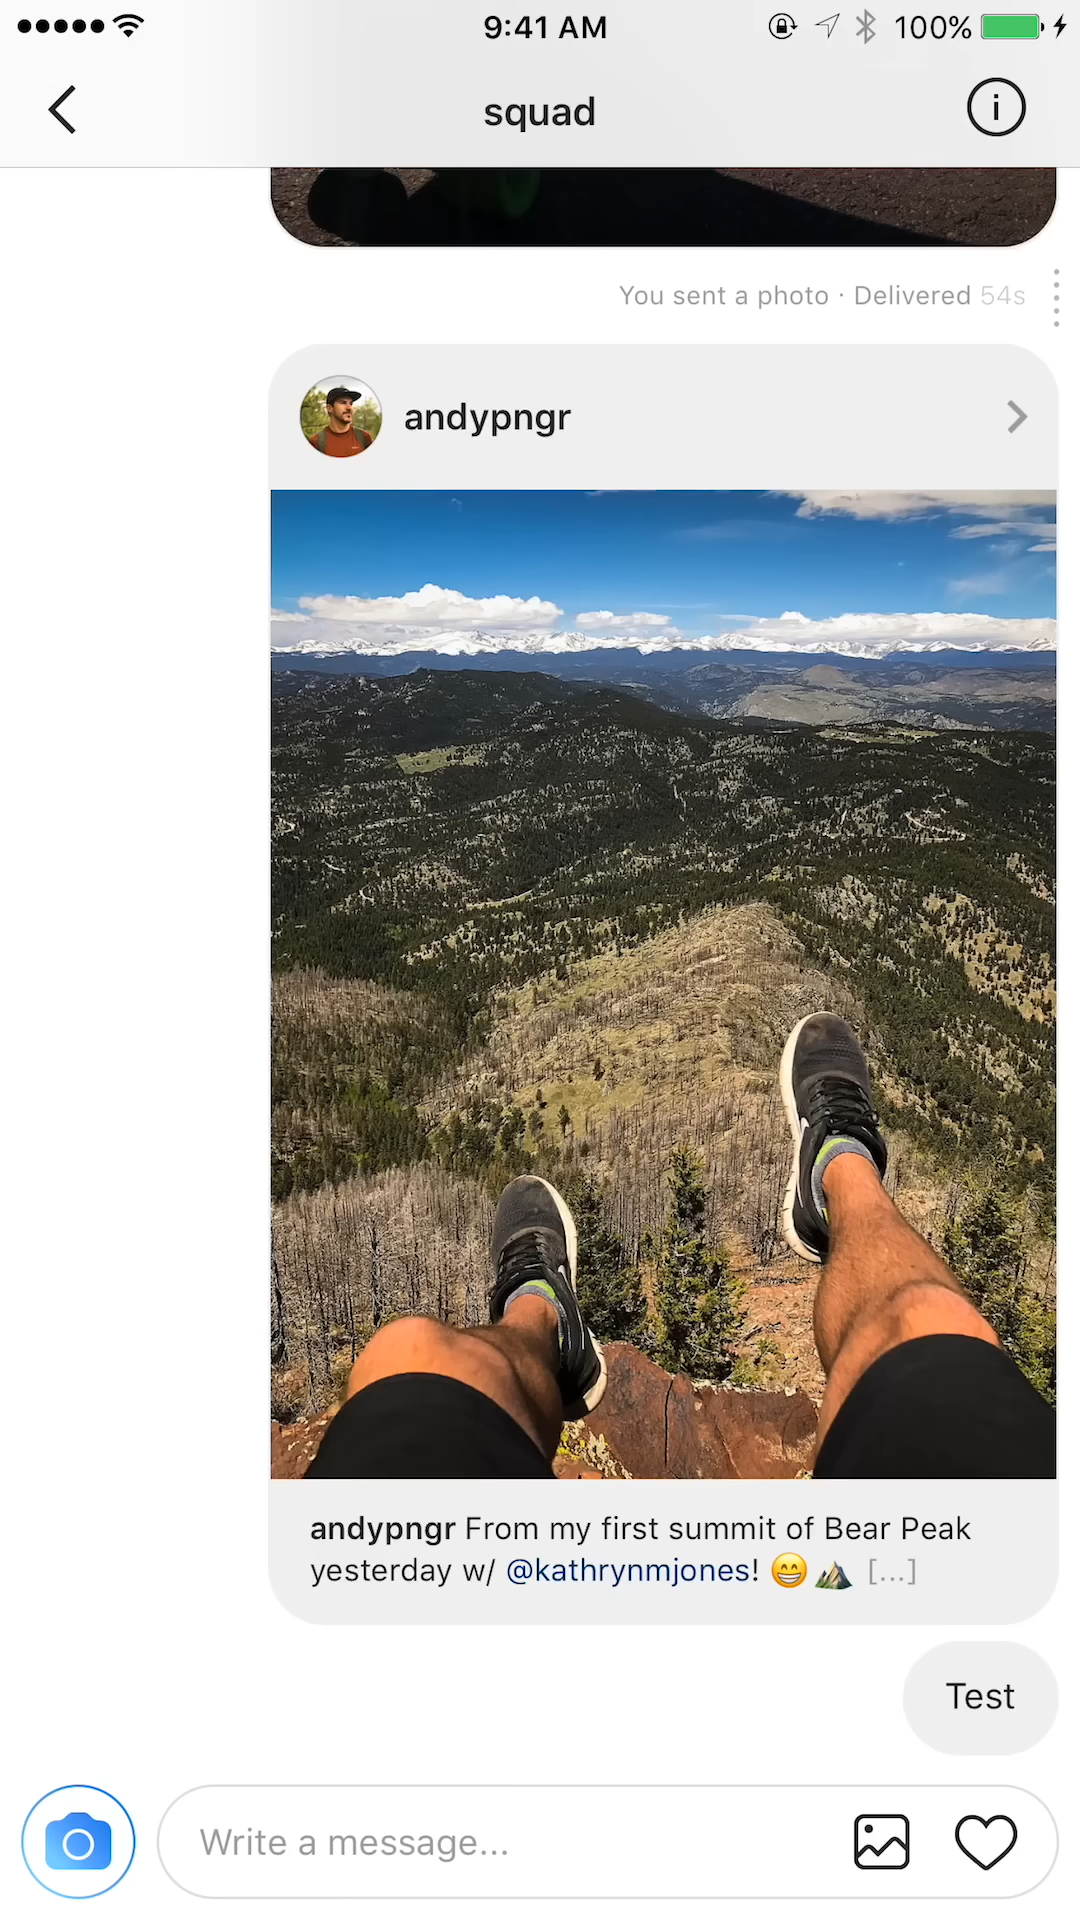 9:41 AM
100%
squad
You sent a photo · Delivered 54s
andypngr
andypngr From my first summit of Bear Peak
yesterday w/ @kathrynmjones! 😁⛰️ [...]
Test
Write a message...